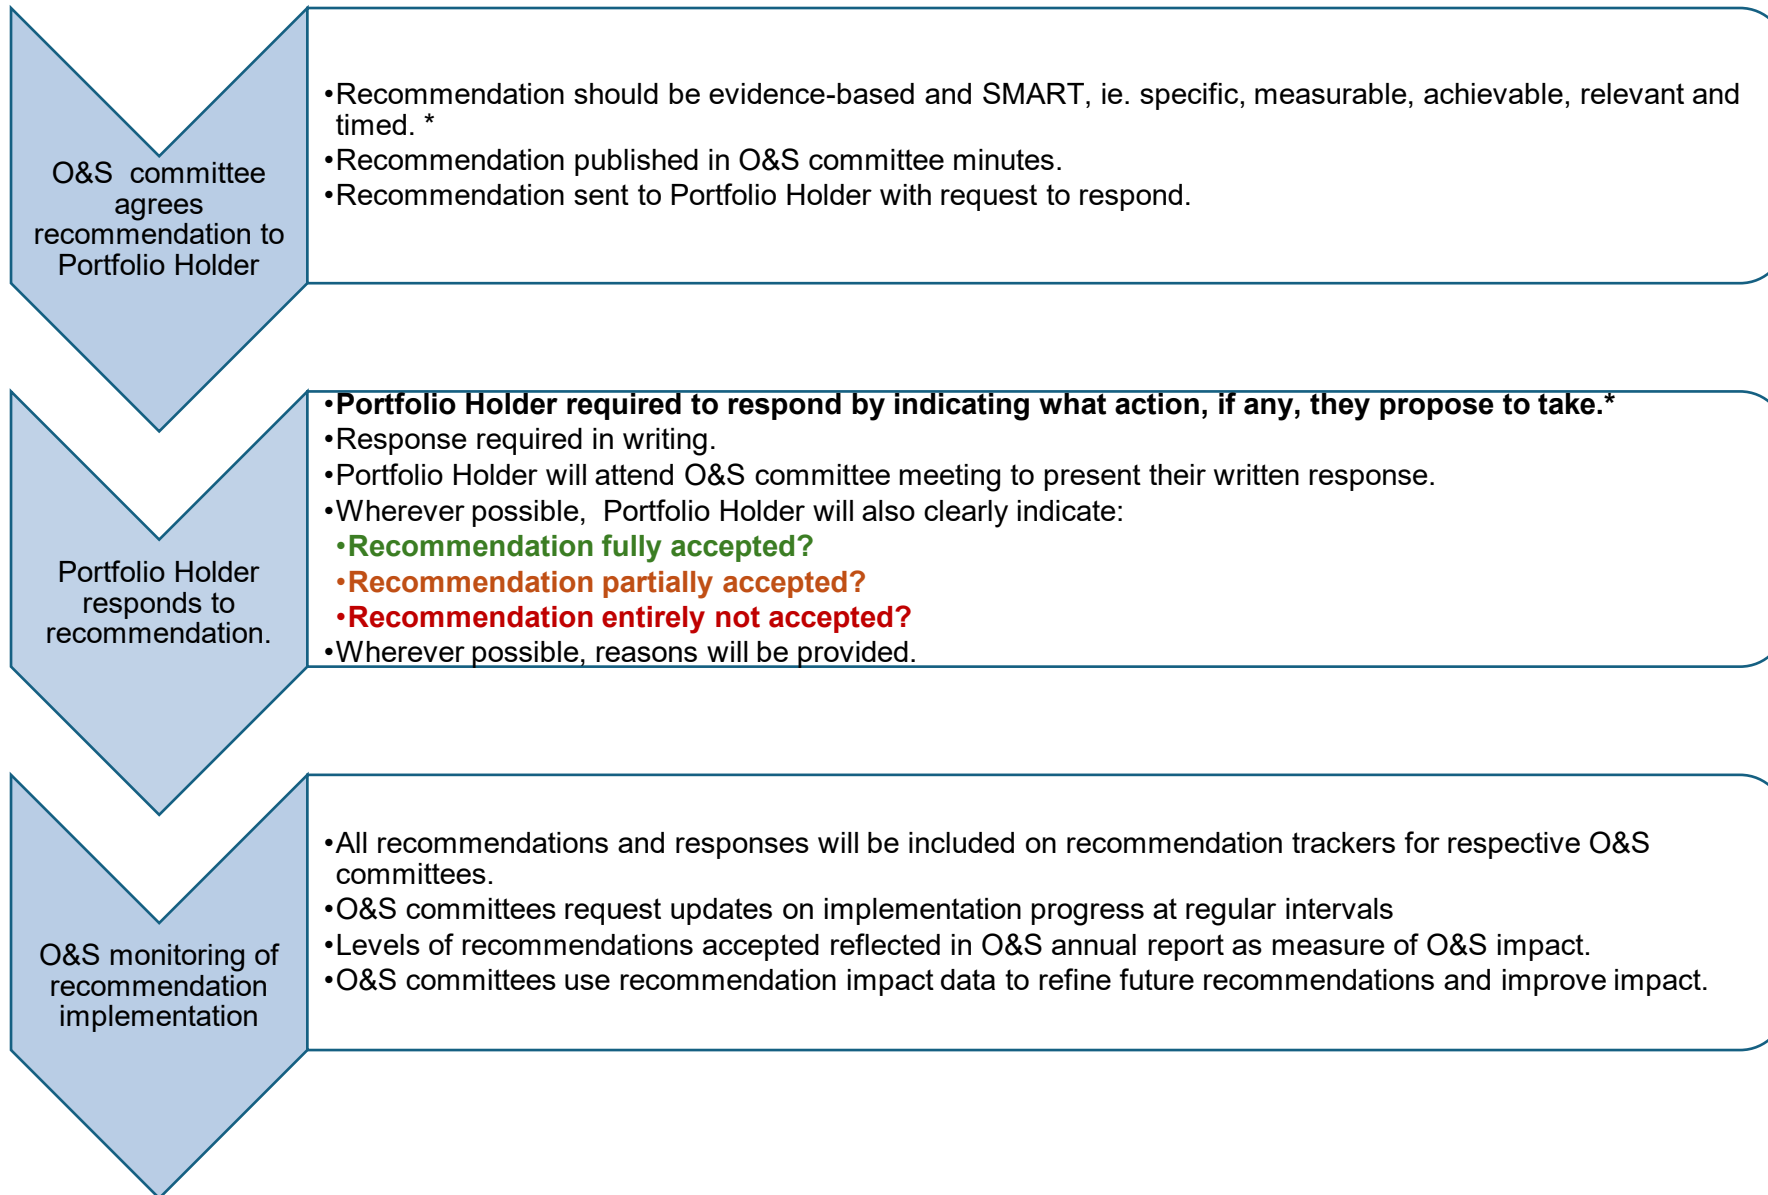 O&S  committee
agrees
recommendation to
Portfolio Holder
•Recommendation should be evidence-based and SMART, ie. specific, measurable, achievable, relevant and
timed. *
•Recommendation published in O&S committee minutes.
•Recommendation sent to Portfolio Holder with request to respond.
Portfolio Holder
responds to
recommendation.
•Portfolio Holder required to respond by indicating what action, if any, they propose to take.*
•Response required in writing.
•Portfolio Holder will attend O&S committee meeting to present their written response.
•Wherever possible,  Portfolio Holder will also clearly indicate:
•Recommendation fully accepted?
•Recommendation partially accepted?
•Recommendation entirely not accepted?
•Wherever possible, reasons will be provided.
O&S monitoring of
recommendation
implementation
•All recommendations and responses will be included on recommendation trackers for respective O&S
committees.
•O&S committees request updates on implementation progress at regular intervals
•Levels of recommendations accepted reflected in O&S annual report as measure of O&S impact.
•O&S committees use recommendation impact data to refine future recommendations and improve impact.